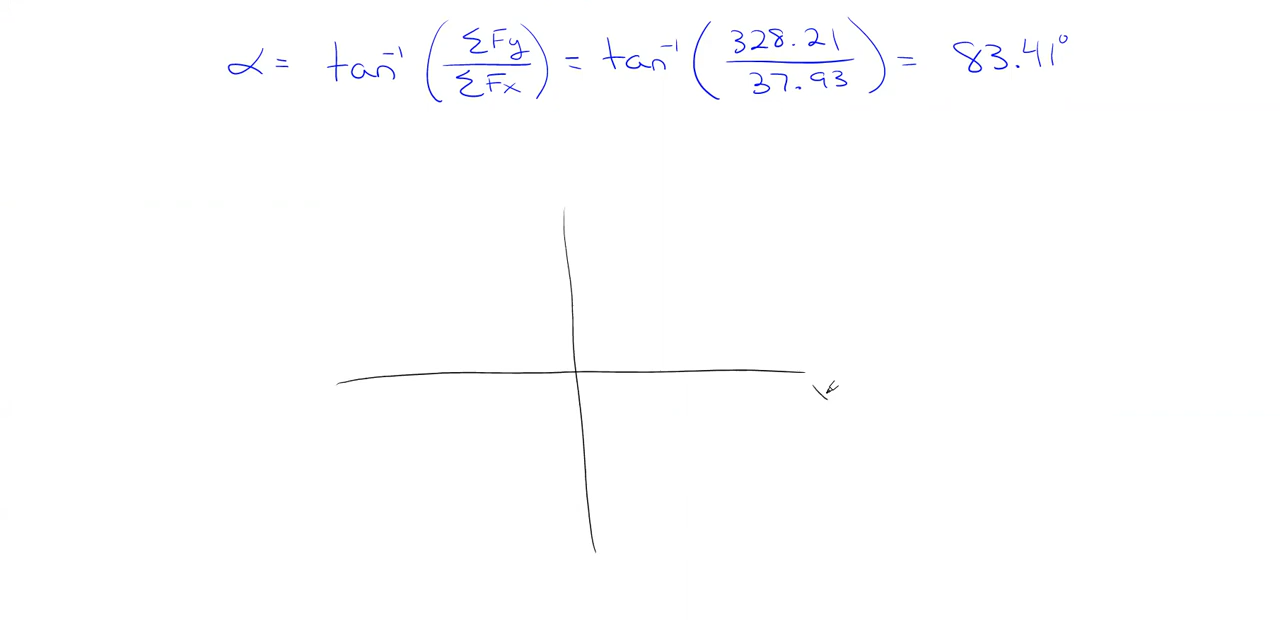 α = tan⁻¹ (ΣFy / ΣFx) = tan⁻¹ (328.21 / 37.93) = 83.41°